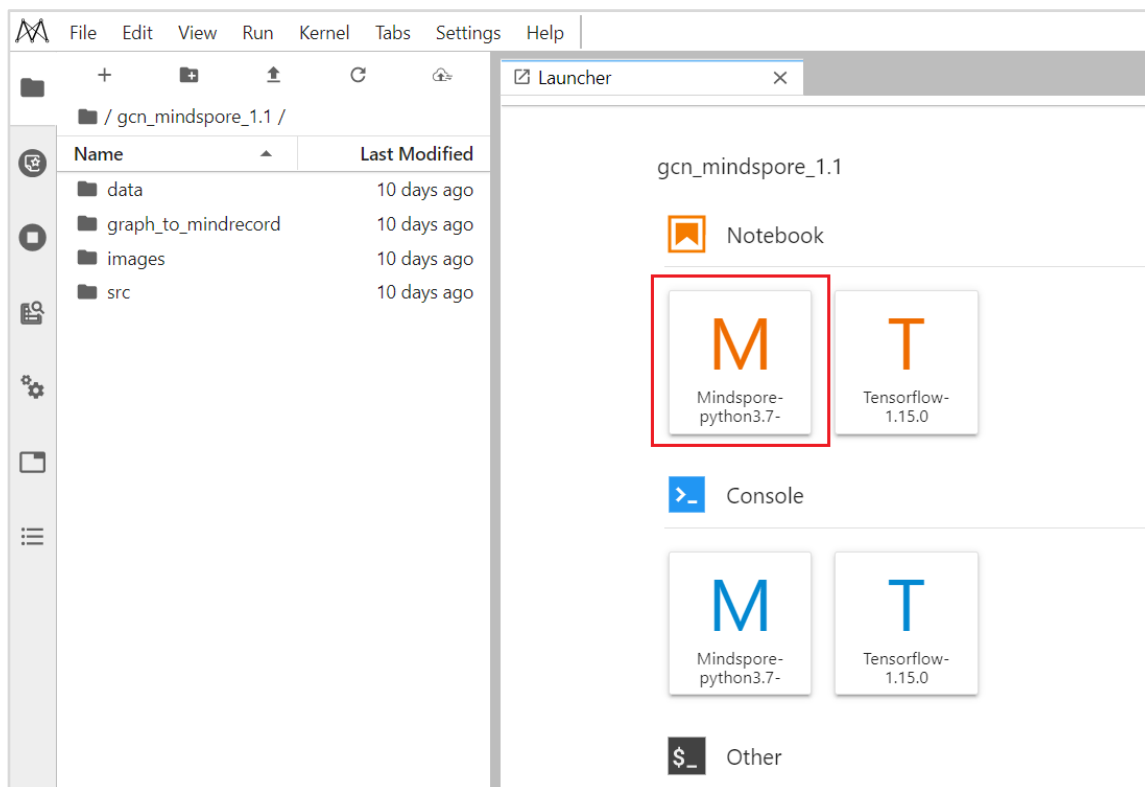 File Edit View Run Kernel Tabs Settings Help
/ gcn_mindspore_1.1 /
Name Last Modified
data 10 days ago
graph_to_mindrecord 10 days ago
images 10 days ago
src 10 days ago
Launcher
gcn_mindspore_1.1
Notebook
M
Mindspore-
python3.7-
T
Tensorflow-
1.15.0
Console
M
Mindspore-
python3.7-
T
Tensorflow-
1.15.0
$_ Other